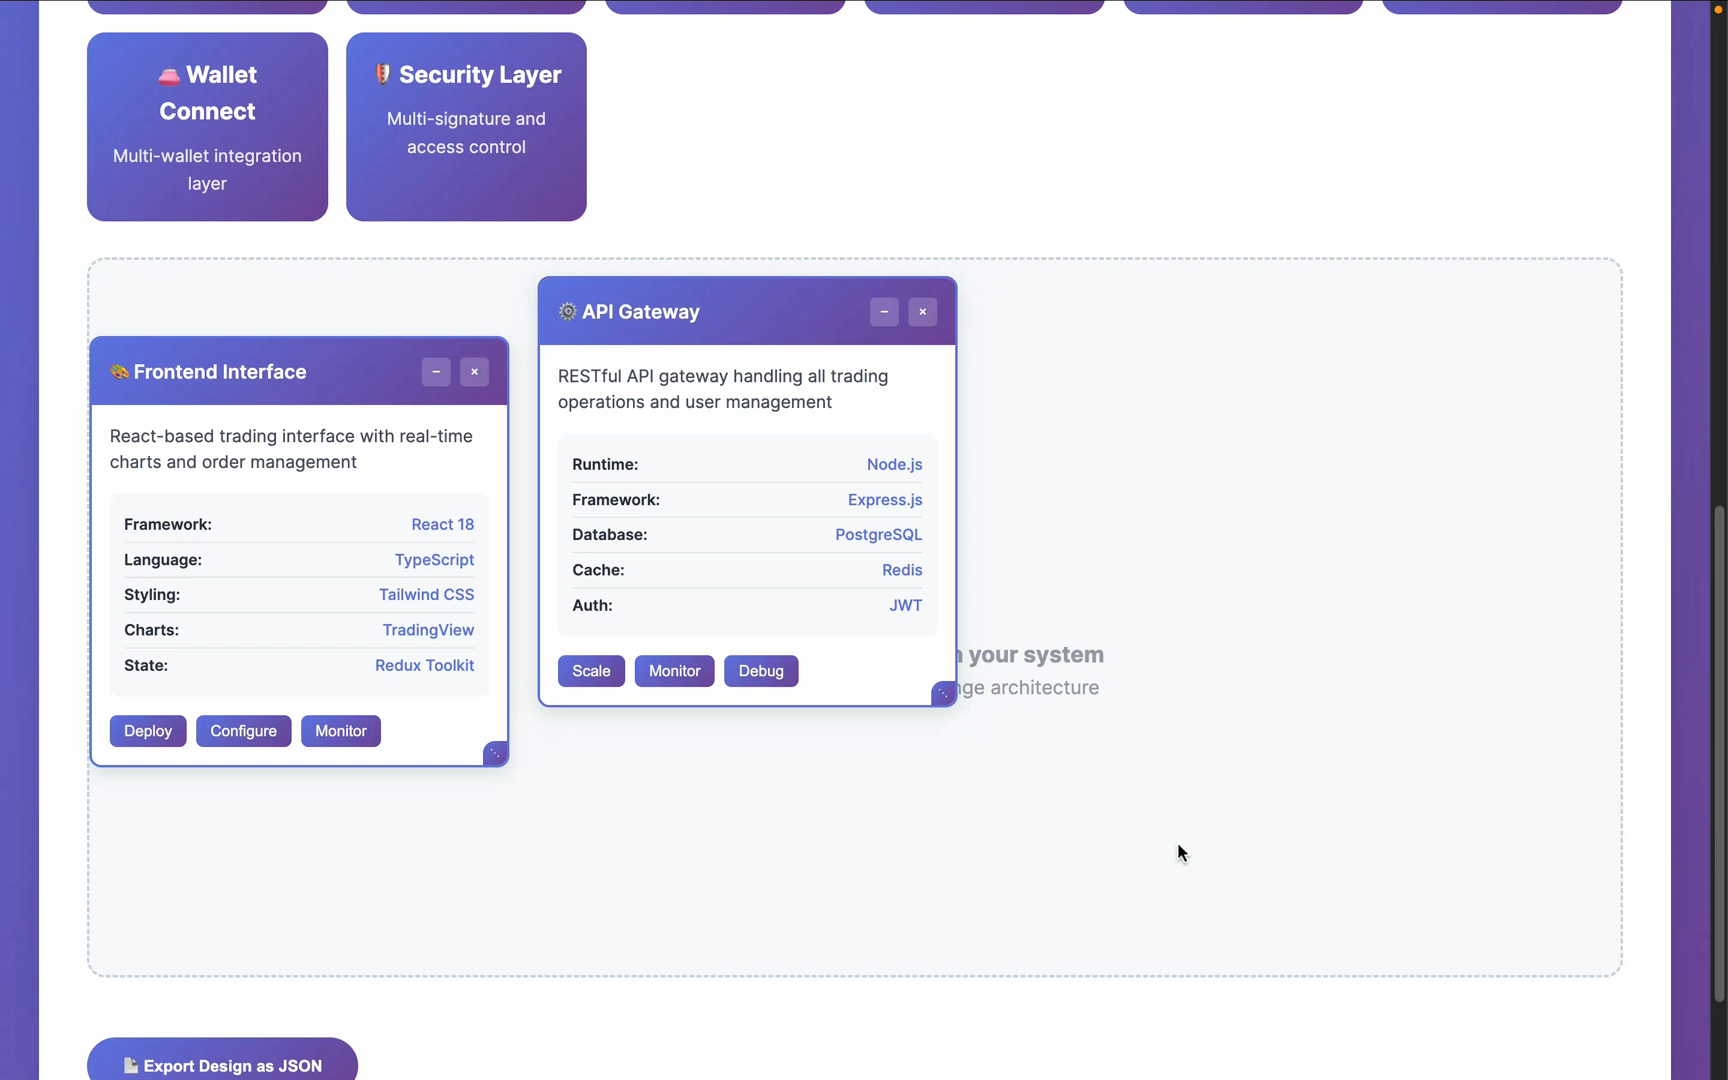 Wallet
Connect
Multi-wallet integration
layer
Security Layer
Multi-signature and
access control
Frontend Interface
React-based trading interface with real-time
charts and order management
Framework: React 18
Language: TypeScript
Styling: Tailwind CSS
Charts: TradingView
State: Redux Toolkit
Deploy Configure Monitor
API Gateway
RESTful API gateway handling all trading
operations and user management
Runtime: Node.js
Framework: Express.js
Database: PostgreSQL
Cache: Redis
Auth: JWT
Scale Monitor Debug
your system
architecture
Export Design as JSON